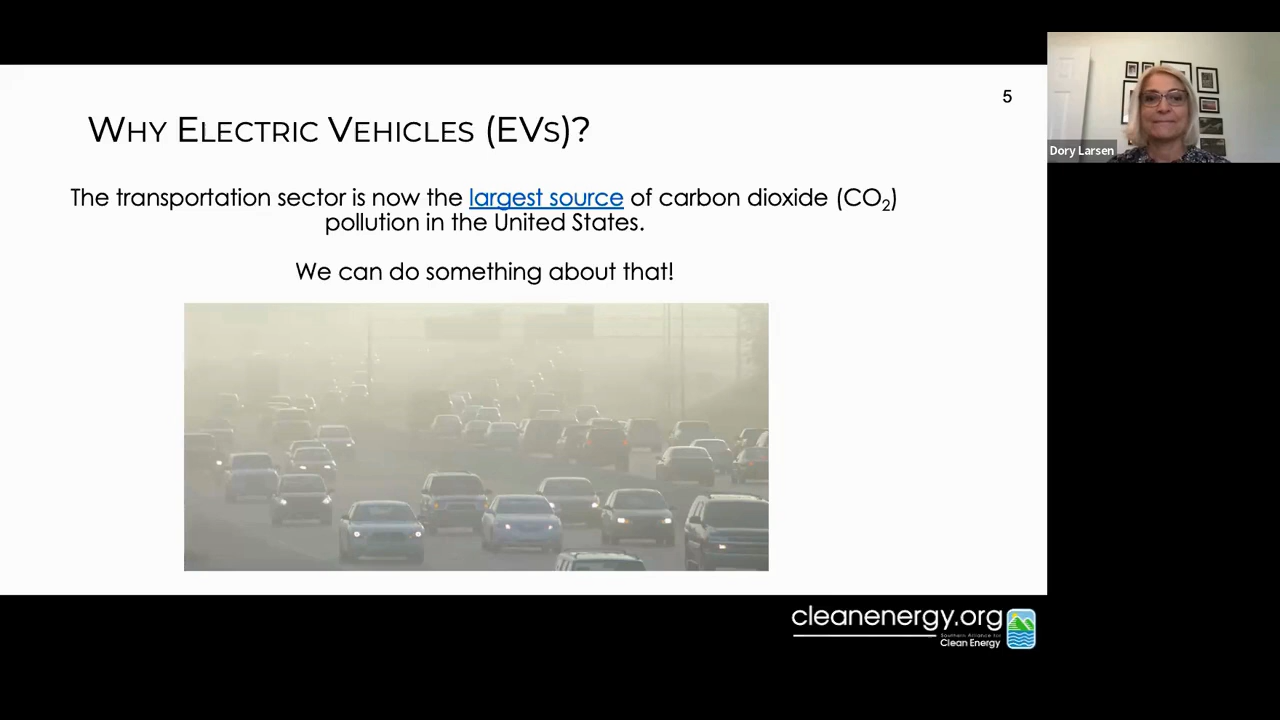 5
WHY ELECTRIC VEHICLES (EVS)?
The transportation sector is now the largest source of carbon dioxide (CO₂)
pollution in the United States.
We can do something about that!
Dory Larsen
cleanenergy.org
Southern Alliance for
Clean Energy